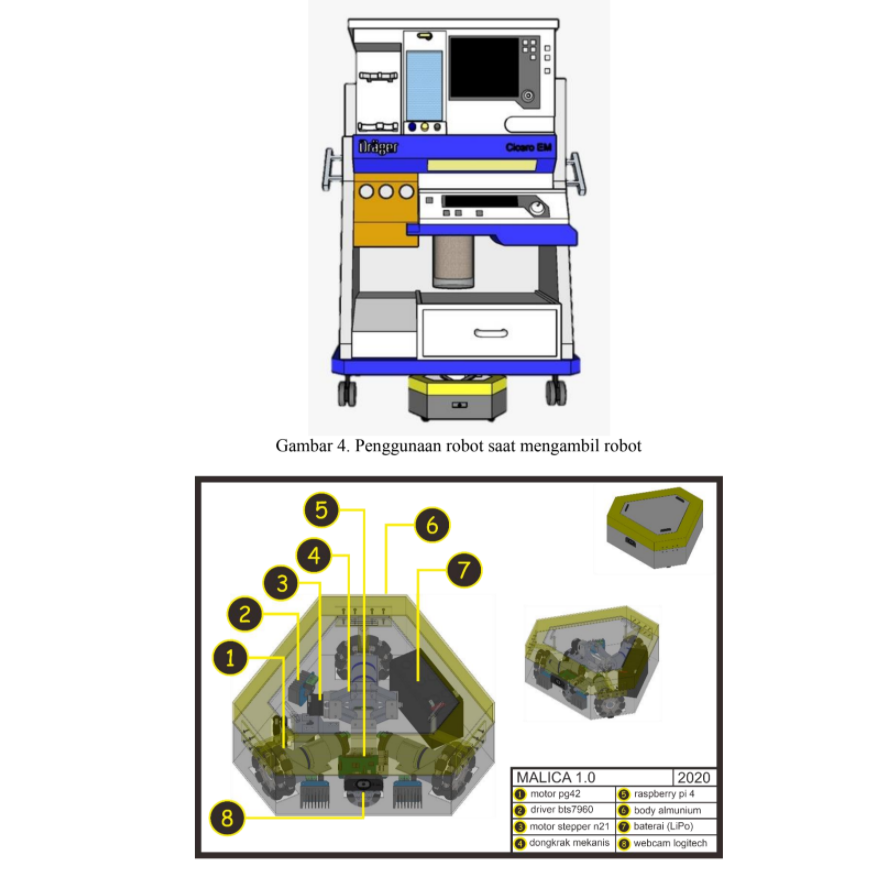 Dräger
Cicero EM
Gambar 4. Penggunaan robot saat mengambil robot
5
4
6
3
7
2
1
8
MALICA 1.0 2020
1 motor pg42 5 raspberry pi 4
2 driver bts7960 6 body almunium
3 motor stepper n21 7 baterai (LiPo)
4 dongkrak mekanis 8 webcam logitech